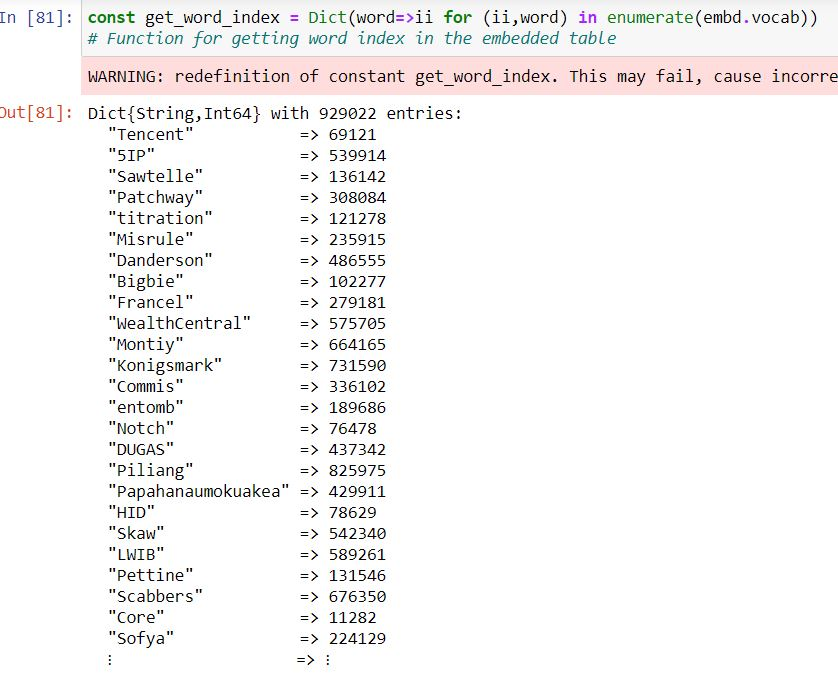 In [81]: const get_word_index = Dict(word=>ii for (ii,word) in enumerate(embd.vocab))
# Function for getting word index in the embedded table
WARNING: redefinition of constant get_word_index. This may fail, cause incorre
Out[81]: Dict{String,Int64} with 929022 entries:
"Tencent" => 69121
"5IP" => 539914
"Sawtelle" => 136142
"Patchway" => 308084
"titration" => 121278
"Misrule" => 235915
"Danderson" => 486555
"Bigbie" => 102277
"Francel" => 279181
"WealthCentral" => 575705
"Montiy" => 664165
"Konigsmark" => 731590
"Commis" => 336102
"entomb" => 189686
"Notch" => 76478
"DUGAS" => 437342
"Piliang" => 825975
"Papahanaumokuakea" => 429911
"HID" => 78629
"Skaw" => 542340
"LWIB" => 589261
"Pettine" => 131546
"Scabbers" => 676350
"Core" => 11282
"Sofya" => 224129
⋮ => ⋮